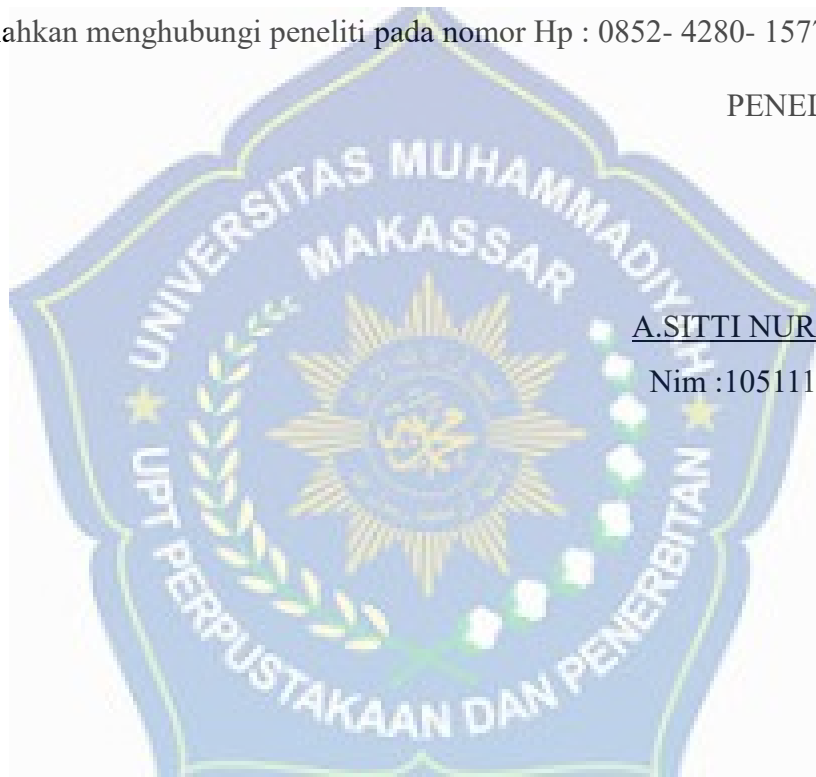 ahkan menghubungi peneliti pada nomor Hp : 0852- 4280- 1577
PENEL
UNIVERSITAS MUHAMMADIYAH
MAKASSAR
A.SITTI NUR
Nim :105111
UPT PERPUSTAKAAN DAN PENERBITAN